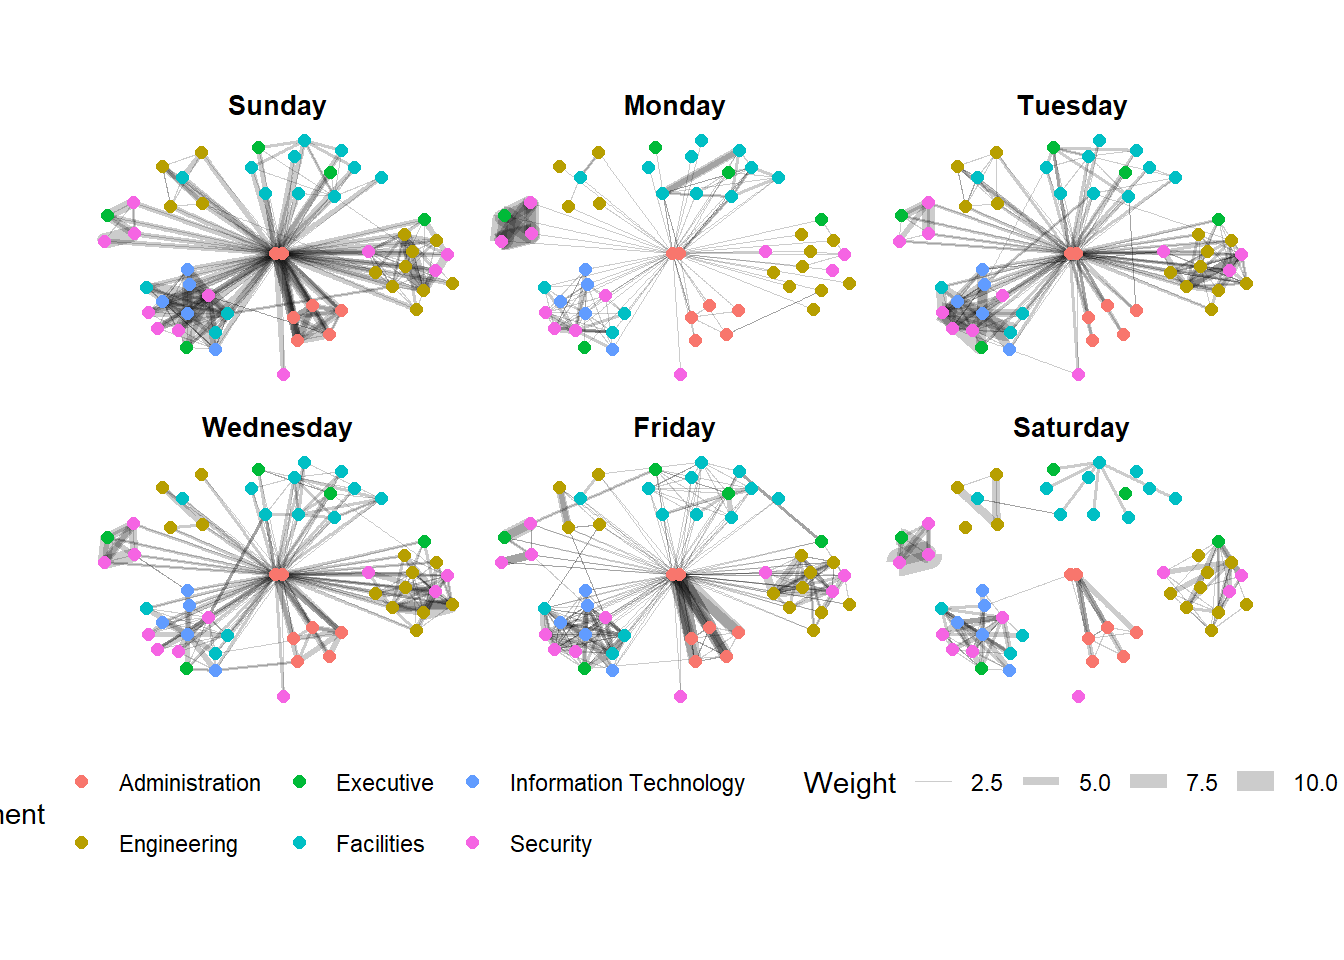 Sunday
Monday
Tuesday
Wednesday
Friday
Saturday
Administration
Executive
Information Technology
Weight
2.5
5.0
7.5
10.0
Engineering
Facilities
Security